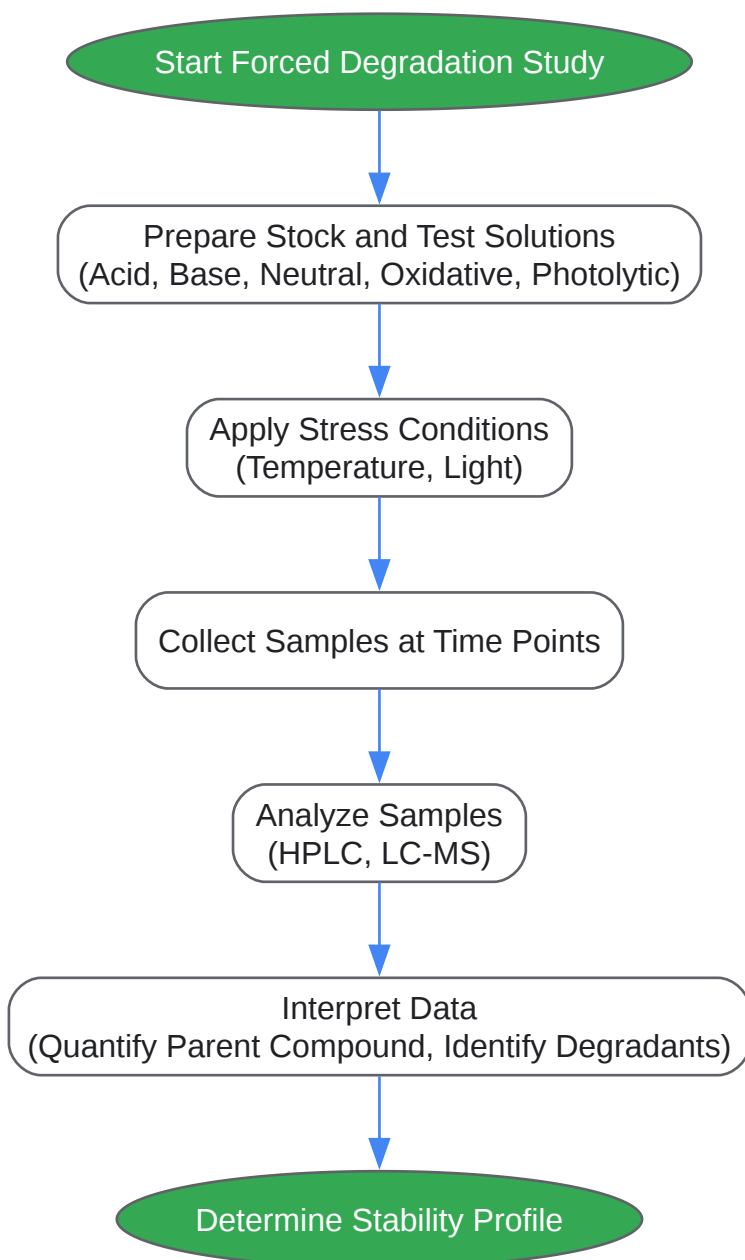 Start Forced Degradation Study
Prepare Stock and Test Solutions
(Acid, Base, Neutral, Oxidative, Photolytic)
Apply Stress Conditions
(Temperature, Light)
Collect Samples at Time Points
Analyze Samples
(HPLC, LC-MS)
Interpret Data
(Quantify Parent Compound, Identify Degradants)
Determine Stability Profile